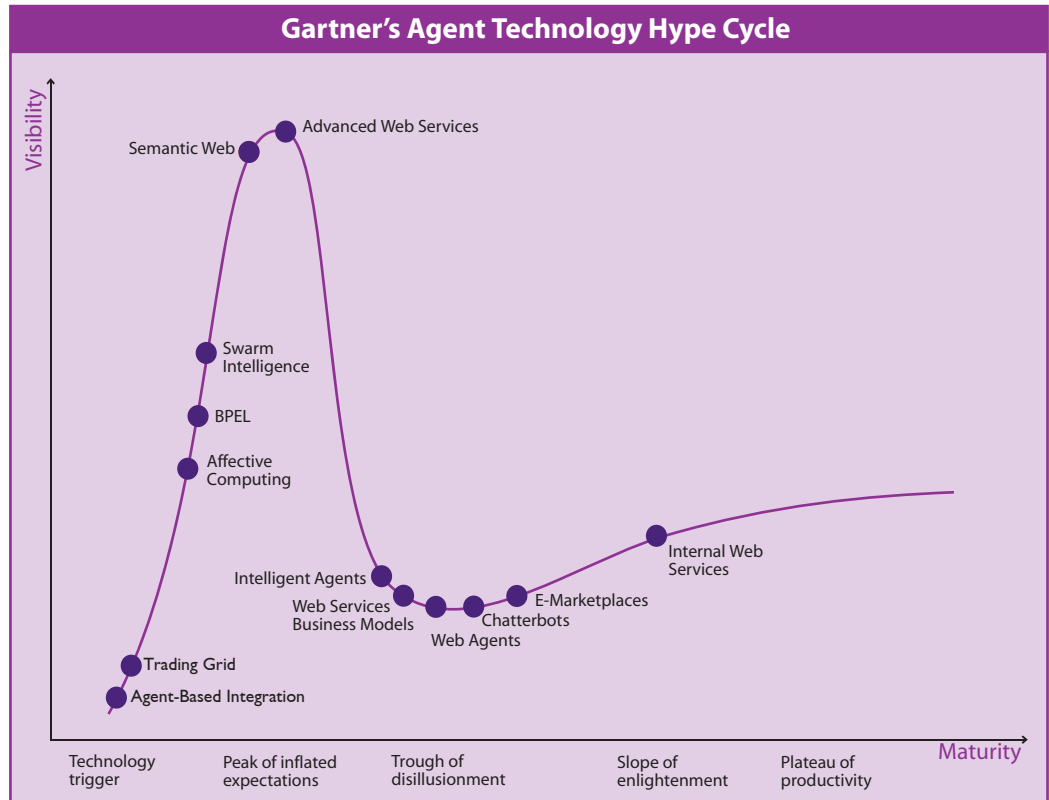 Gartner’s Agent Technology Hype Cycle
Visibility
Advanced Web Services
Semantic Web
Swarm
Intelligence
BPEL
Affective
Computing
Internal Web
Services
Intelligent Agents
Web Services
Business Models
E-Marketplaces
Chatterbots
Web Agents
Trading Grid
Agent-Based Integration
Maturity
Technology
trigger
Peak of inflated
expectations
Trough of
disillusionment
Slope of
enlightenment
Plateau of
productivity